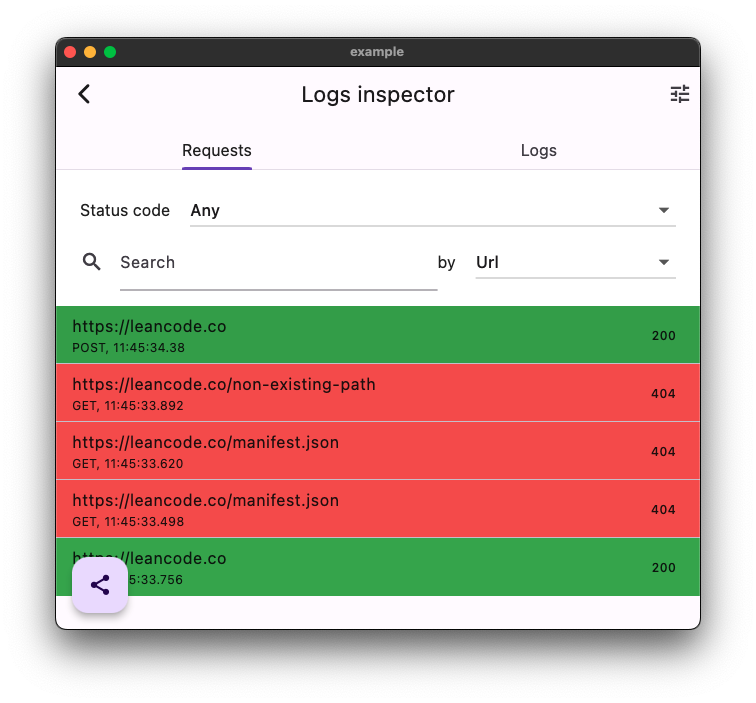 example
Logs inspector
Requests Logs
Status code Any
Search by Url
https://leancode.co
POST, 11:45:34.38
200
https://leancode.co/non-existing-path
GET, 11:45:33.892
404
https://leancode.co/manifest.json
GET, 11:45:33.620
404
https://leancode.co/manifest.json
GET, 11:45:33.498
404
https://leancode.co
5:33.756
200